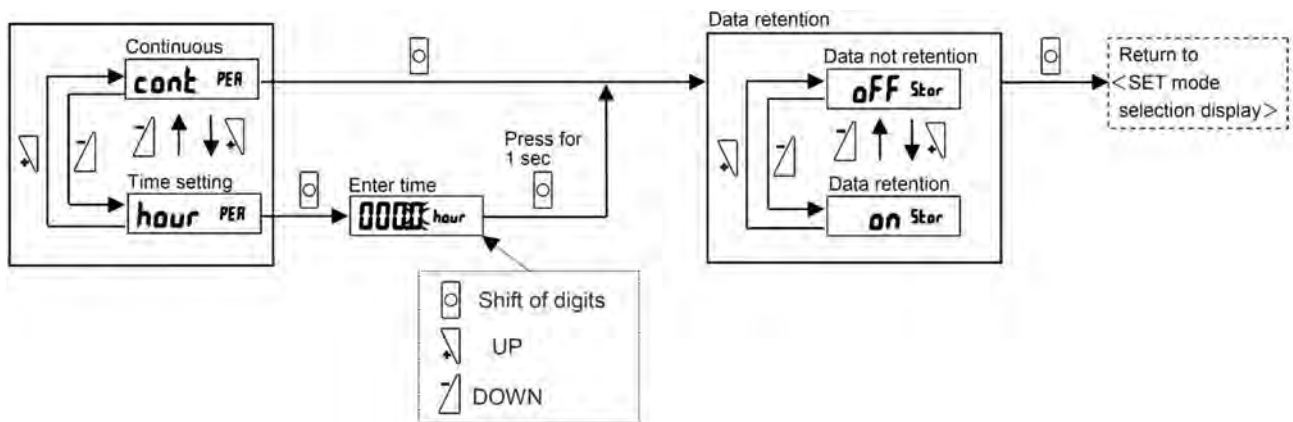 Data retention
Continuous
cont PER
Time setting
hour PER
Enter time
0000 hour
Press for
1 sec
Shift of digits
UP
DOWN
Data not retention
oFF Stor
Data retention
on Stor
Return to
<SET mode
selection display>